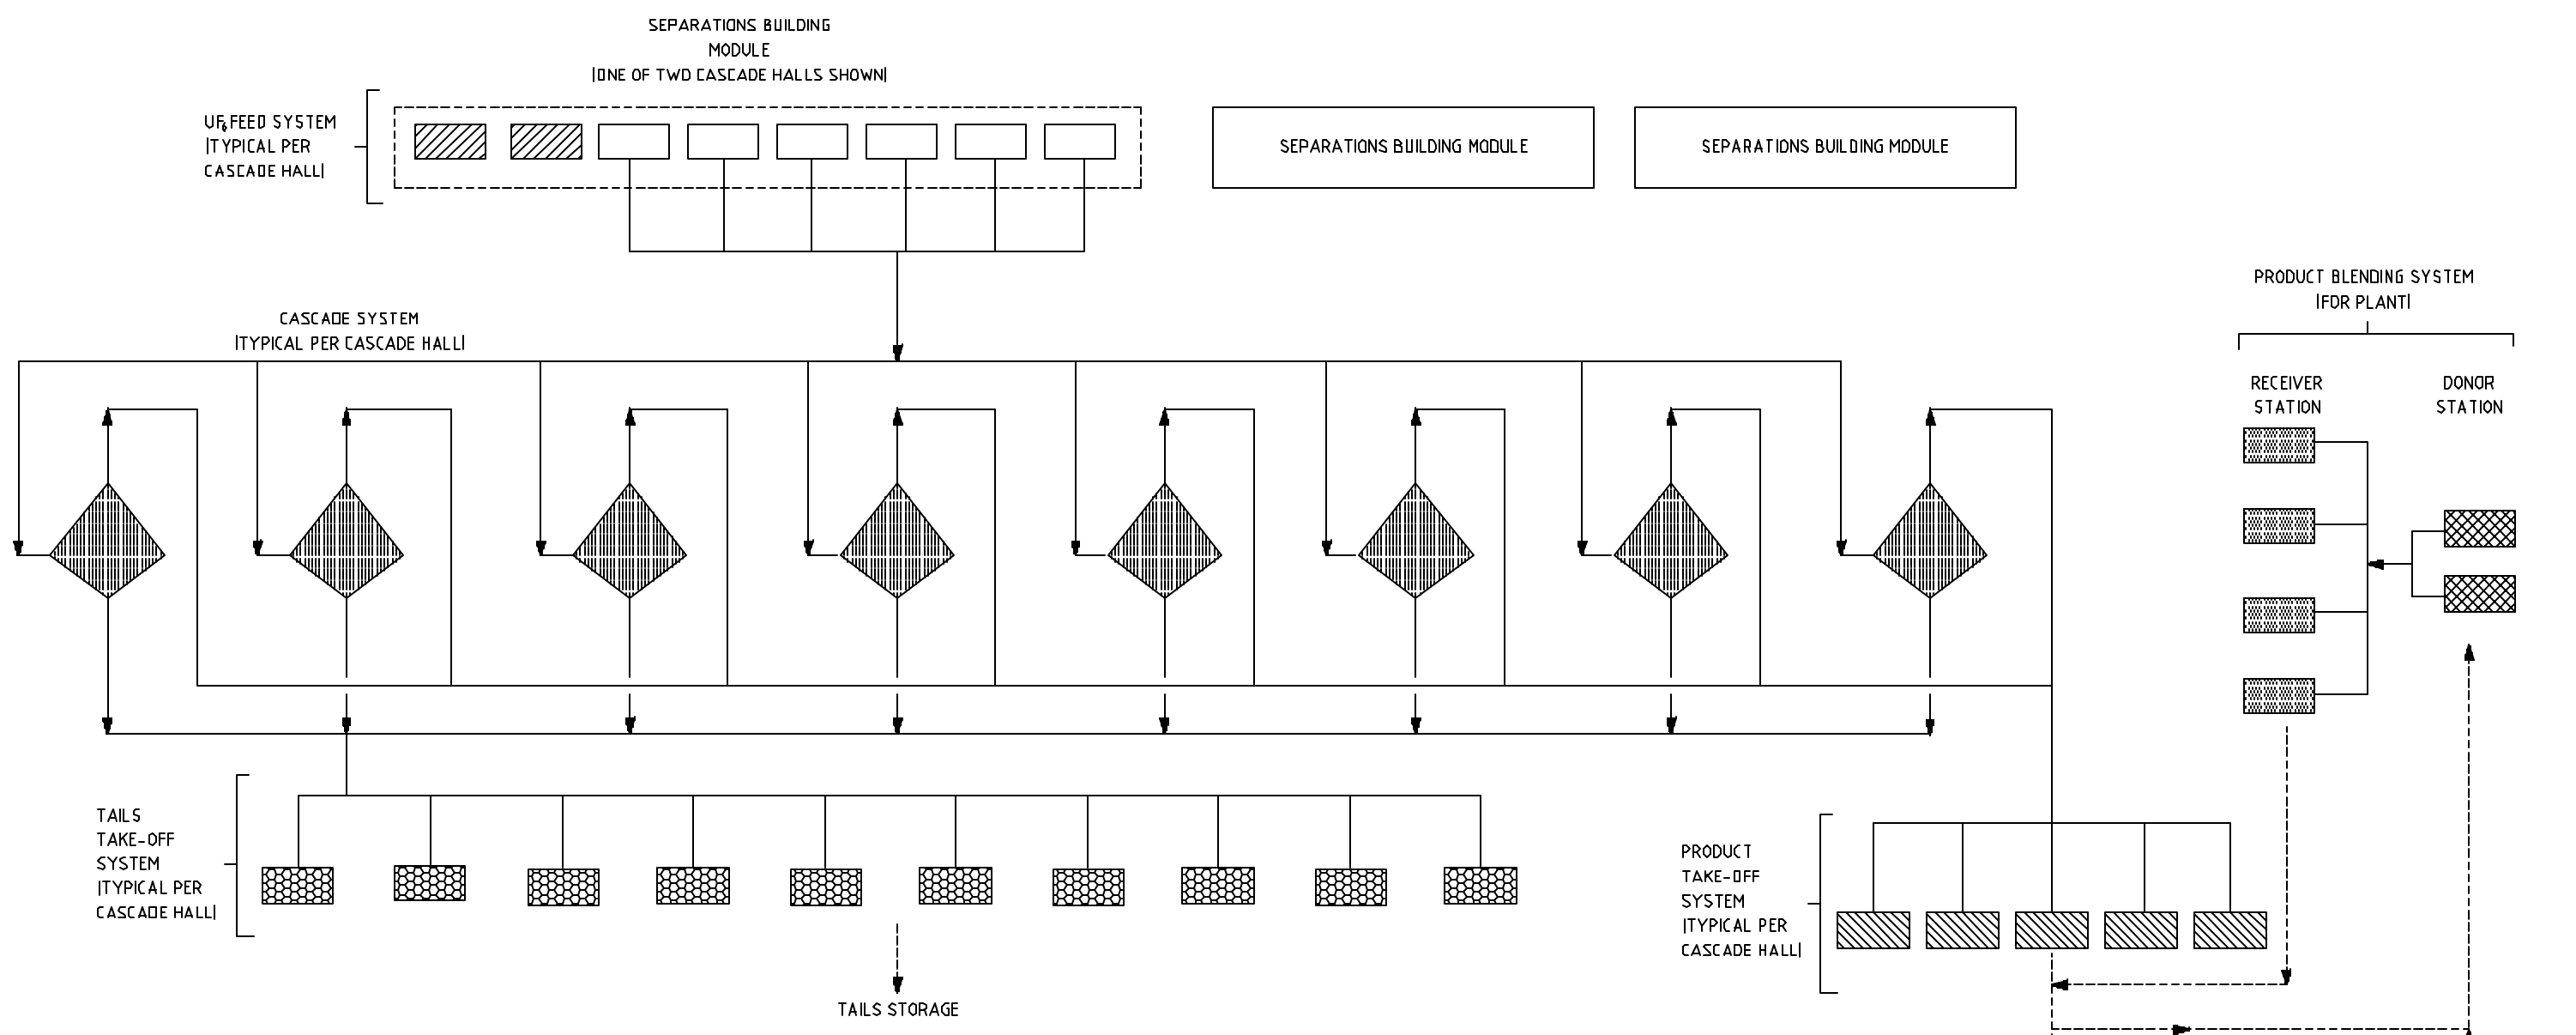 SEPARATIONS BUILDING
MODULE
|ONE OF TWO CASCADE HALLS SHOWN|
UF6 FEED SYSTEM
|TYPICAL PER
CASCADE HALL|
SEPARATIONS BUILDING MODULE
SEPARATIONS BUILDING MODULE
PRODUCT BLENDING SYSTEM
|FOR PLANT|
CASCADE SYSTEM
|TYPICAL PER CASCADE HALL|
RECEIVER
STATION
DONOR
STATION
TAILS
TAKE-OFF
SYSTEM
|TYPICAL PER
CASCADE HALL|
PRODUCT
TAKE-OFF
SYSTEM
|TYPICAL PER
CASCADE HALL|
TAILS STORAGE